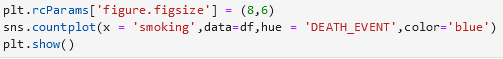 plt.rcParams['figure.figsize'] = (8,6)
sns.countplot(x = 'smoking',data=df,hue = 'DEATH_EVENT',color='blue')
plt.show()